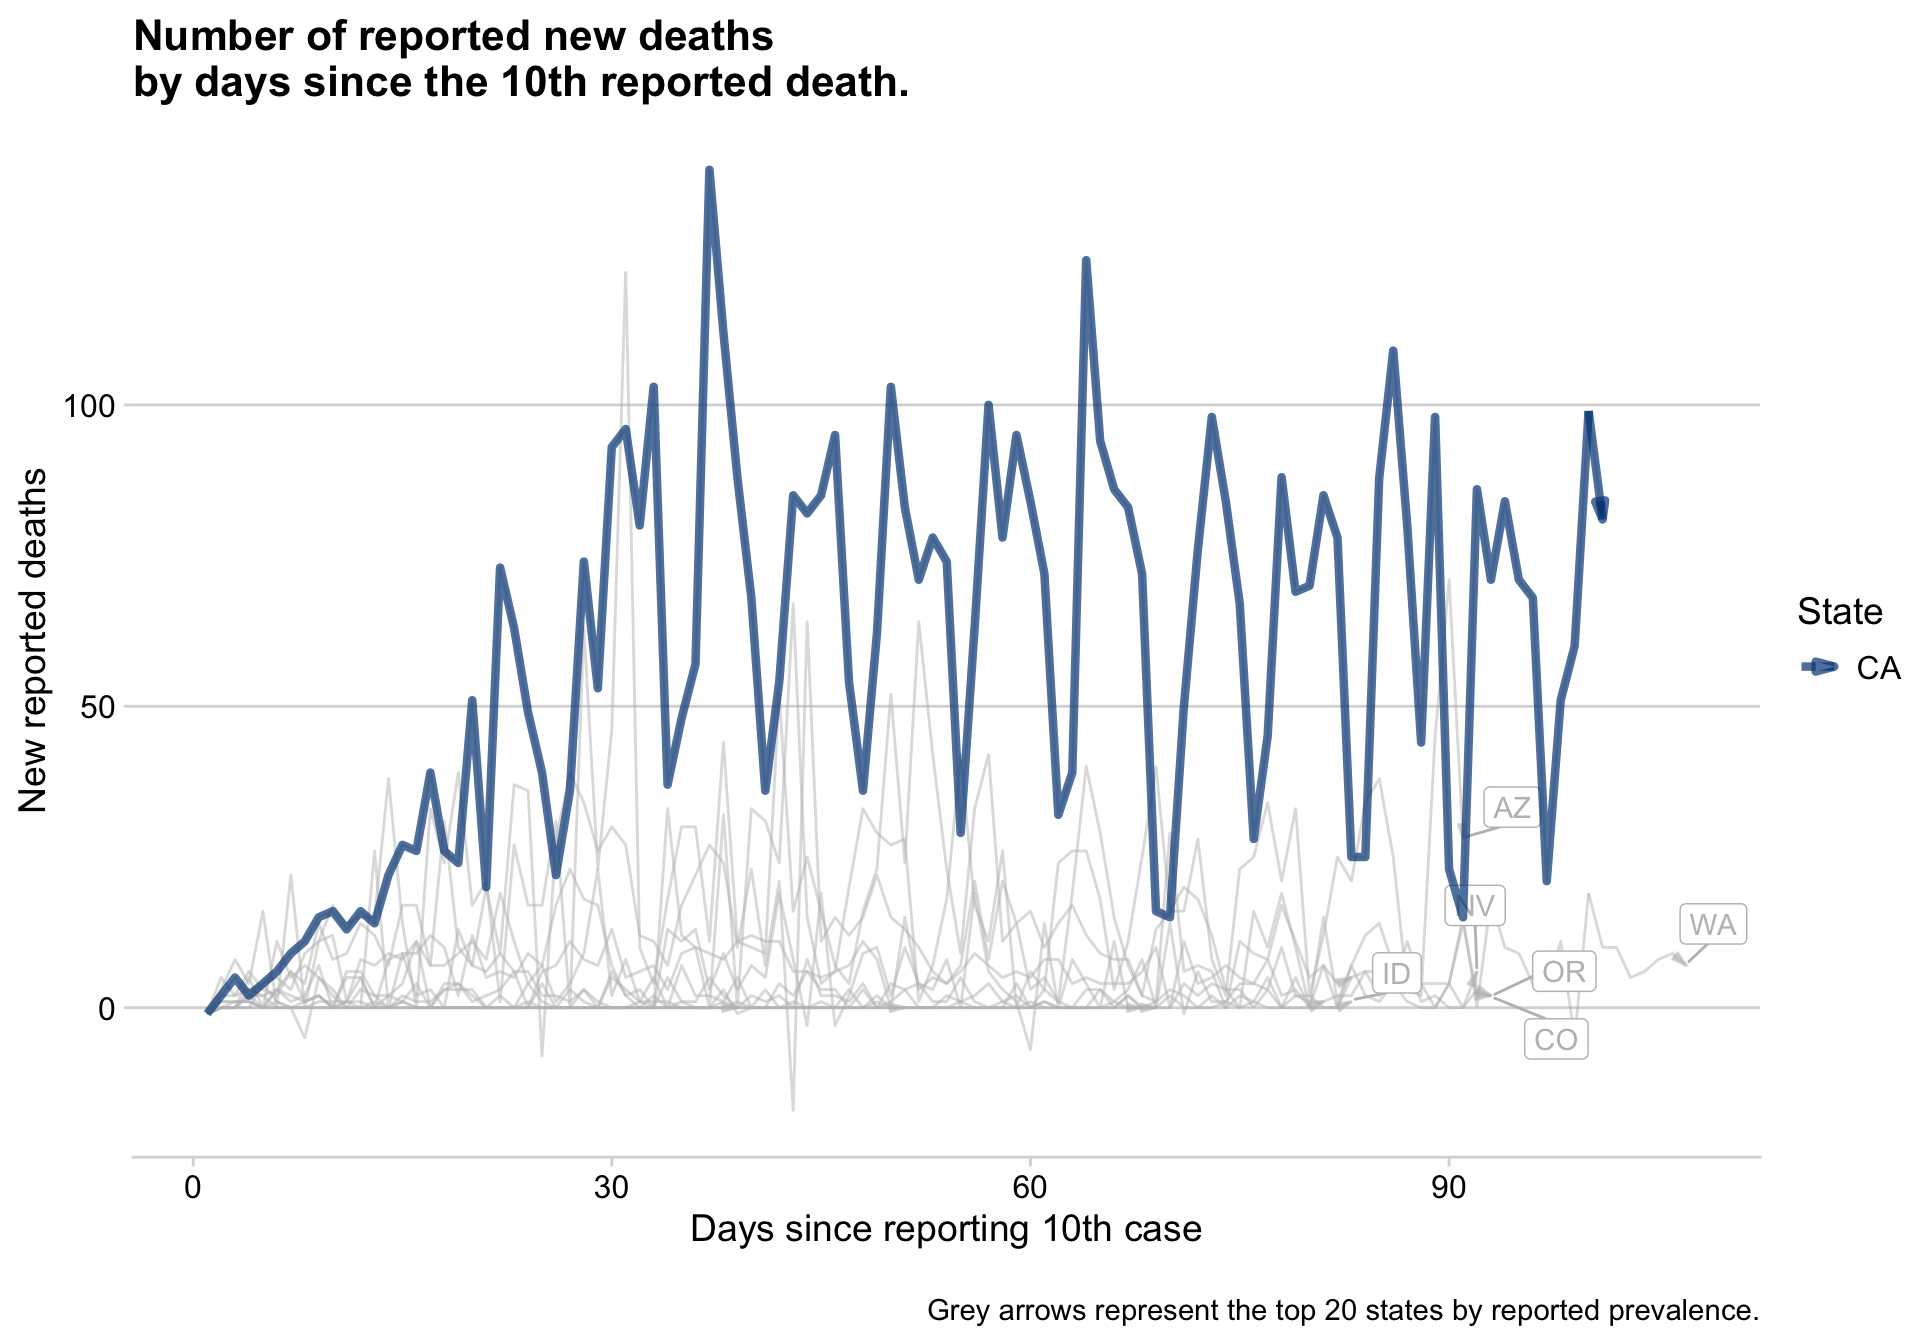 Number of reported new deaths
by days since the 10th reported death.
New reported deaths
100
50
0
AZ
NV
WA
ID
OR
CO
State
CA
0
30
60
90
Days since reporting 10th case
Grey arrows represent the top 20 states by reported prevalence.